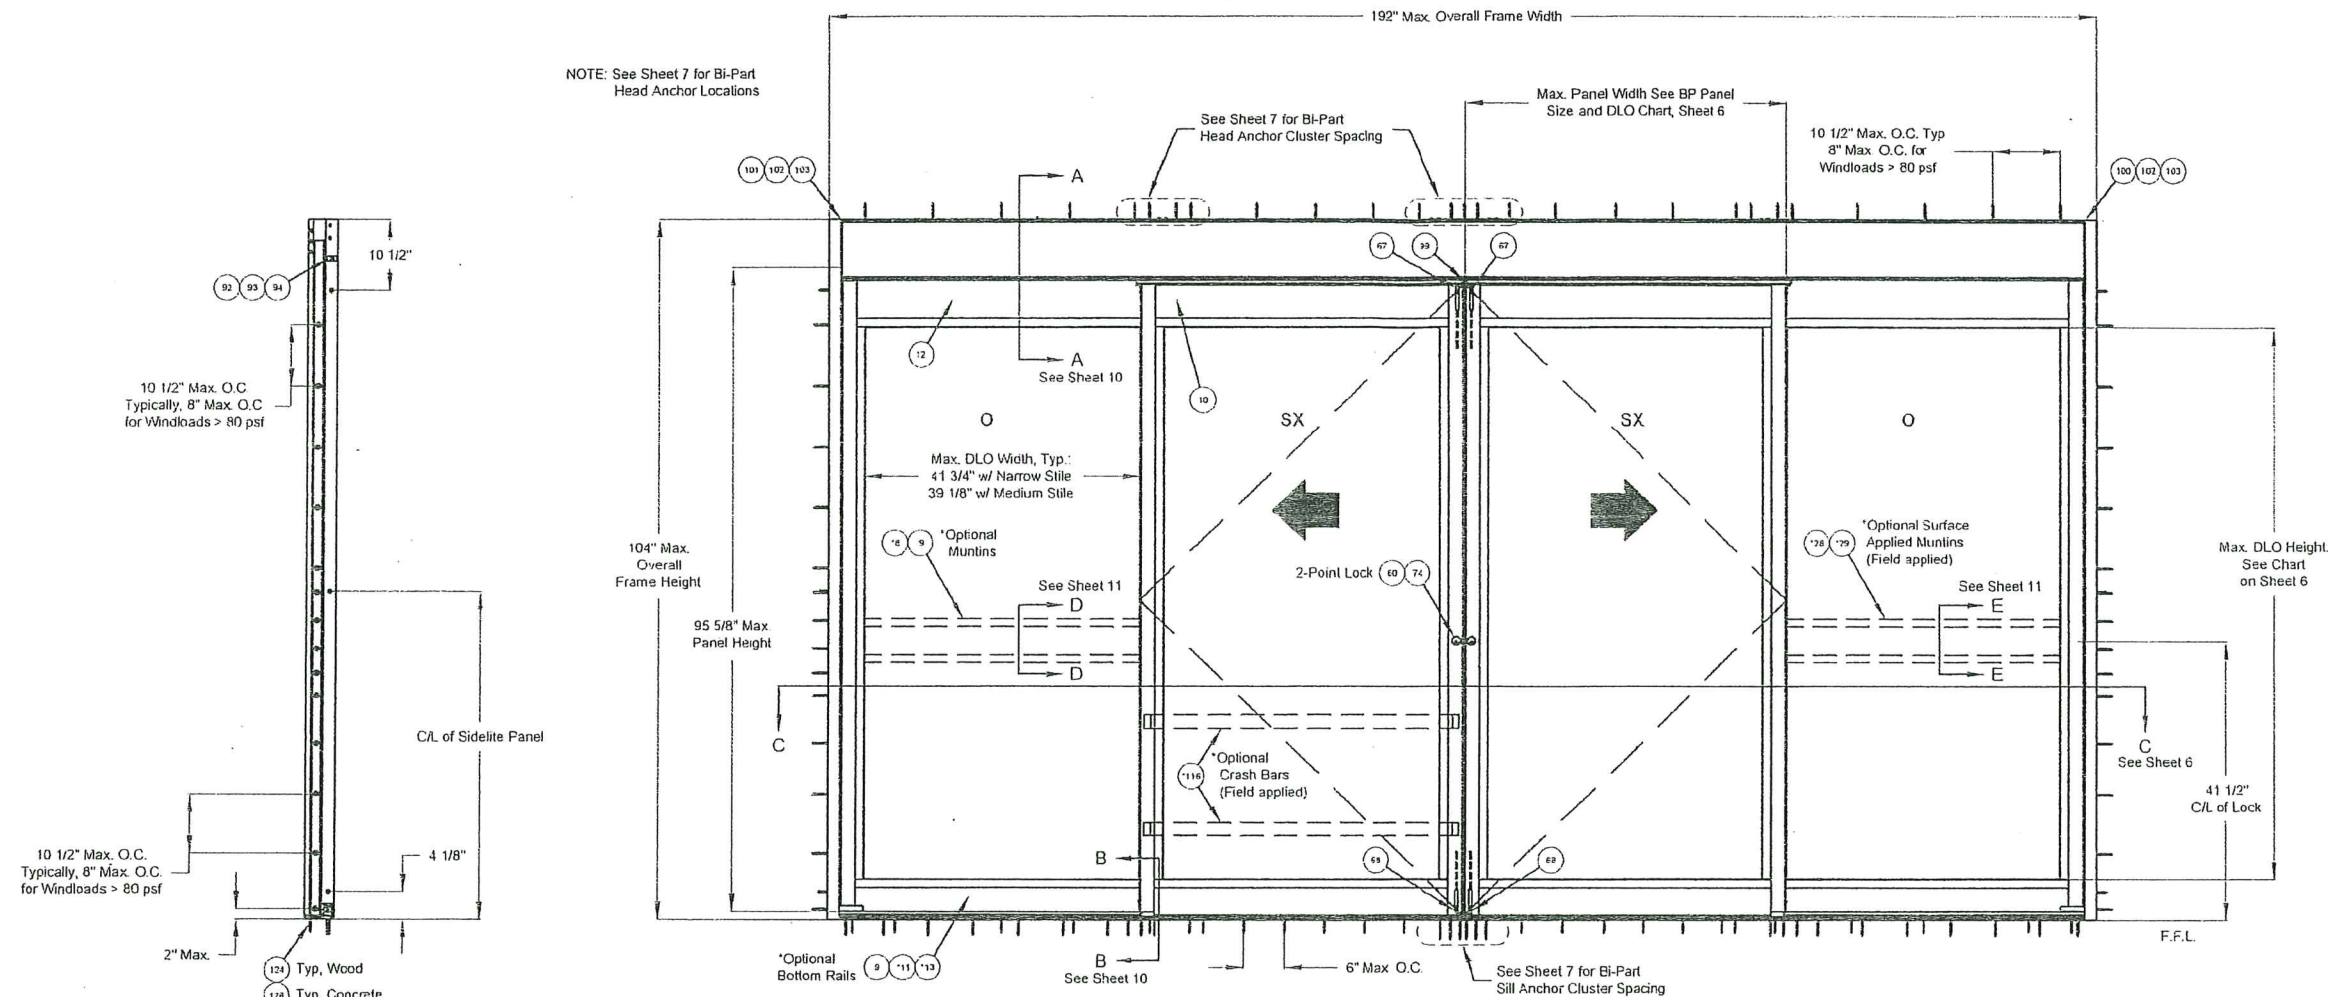 192" Max. Overall Frame Width
NOTE: See Sheet 7 for Bi-Part
Head Anchor Locations
See Sheet 7 for Bi-Part
Head Anchor Cluster Spacing
Max. Panel Width See BP Panel
Size and DLO Chart, Sheet 6
10 1/2" Max. O.C. Typ
8" Max. O.C. for
Windloads > 80 psf
101 102 103
A
100 102 103
10 1/2"
92 93 94
67 99 67
12
A
See Sheet 10
10
10 1/2" Max. O.C
Typically, 8" Max. O.C
for Windloads > 80 psf
O
SX
SX
O
Max. DLO Width, Typ.:
41 3/4" w/ Narrow Stile
39 1/8" w/ Medium Stile
*8 9
*Optional
Muntins
*28 *29
*Optional Surface
Applied Muntins
(Field applied)
104" Max.
Overall
Frame Height
Max. DLO Height.
See Chart
on Sheet 6
2-Point Lock 60 74
See Sheet 11
D
See Sheet 11
E
95 5/8" Max.
Panel Height
D
E
C/L of Sidelite Panel
C
C
See Sheet 6
*116
*Optional
Crash Bars
(Field applied)
41 1/2"
C/L of Lock
10 1/2" Max. O.C.
Typically, 8" Max. O.C.
for Windloads > 80 psf
4 1/8"
B
68
2" Max.
F.F.L.
124 Typ, Wood
Typ, Concrete
*Optional
Bottom Rails
9 *11 *13
B
See Sheet 10
6" Max O.C.
See Sheet 7 for Bi-Part
Sill Anchor Cluster Spacing